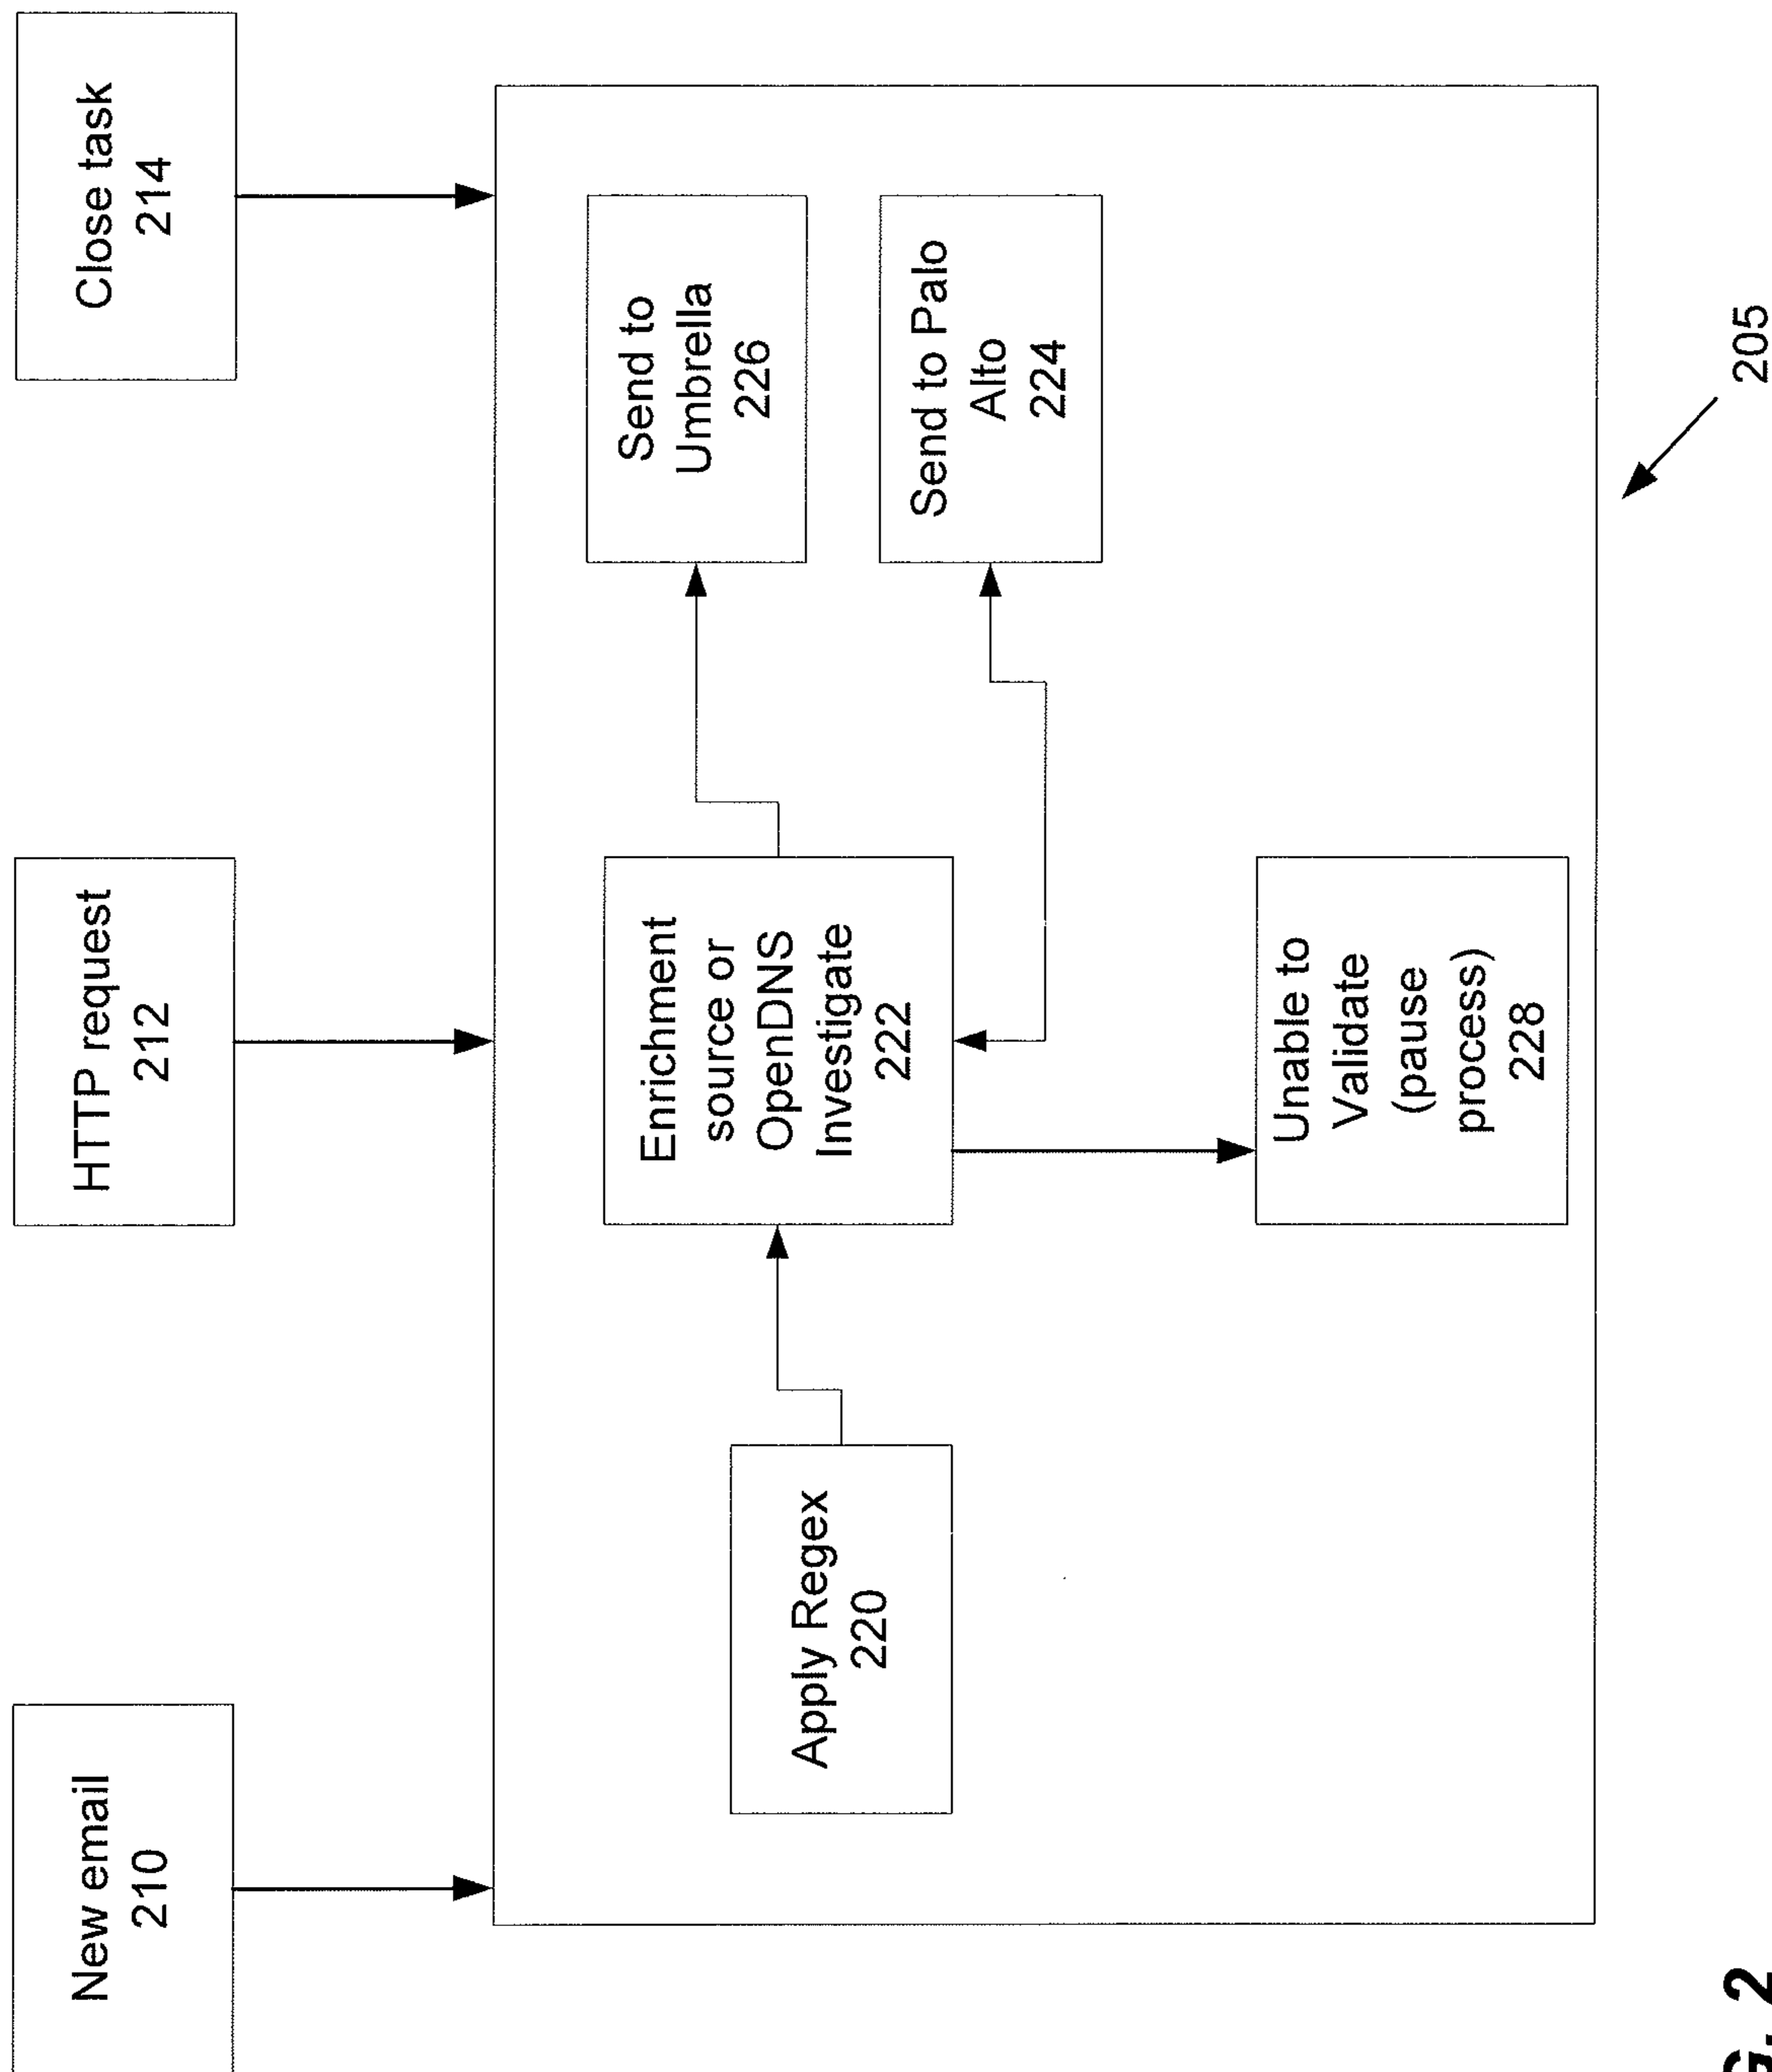 New email
210
HTTP request
212
Close task
214
Apply Regex
220
Enrichment
source or
OpenDNS
Investigate
222
Send to
Umbrella
226
Send to Palo
Alto
224
Unable to
Validate
(pause
process)
228
205
G. 2